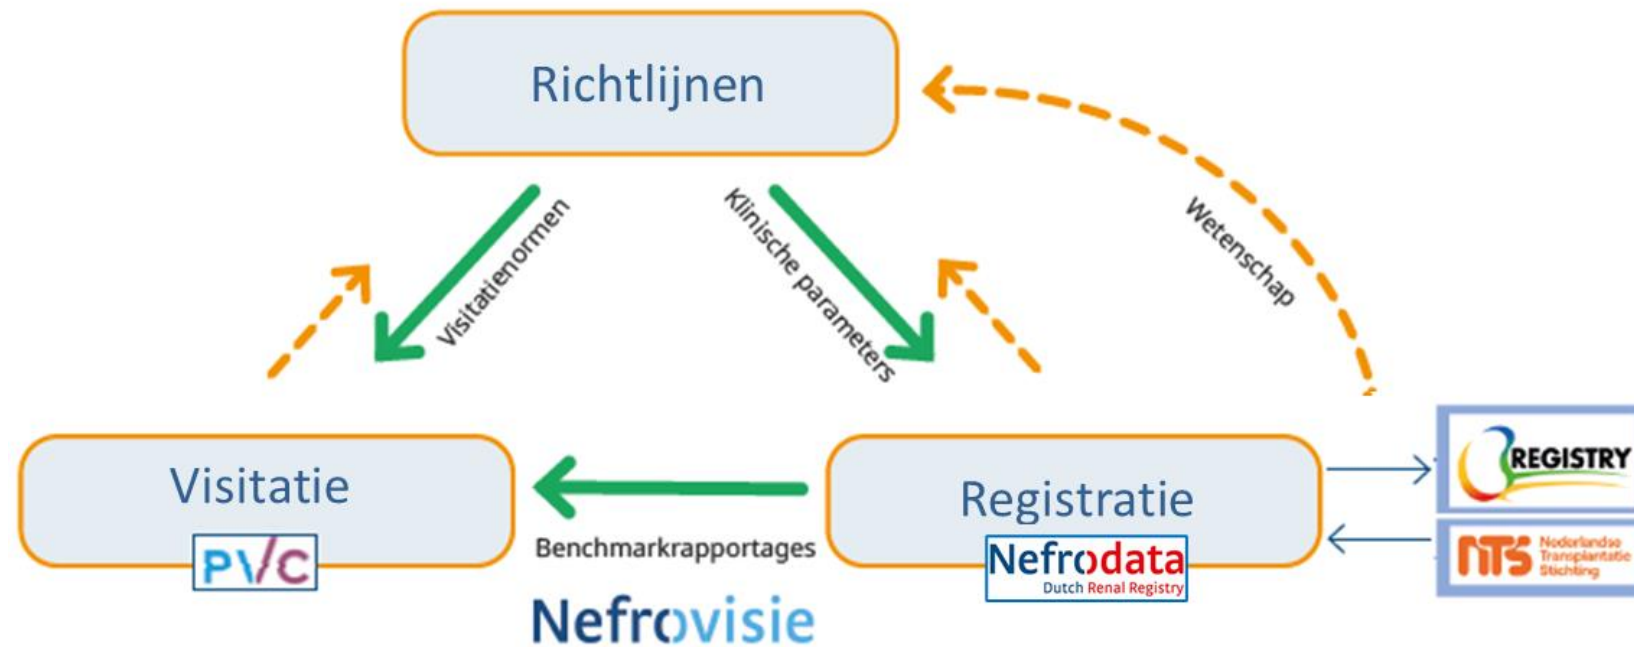 Richtlijnen
Visitatienormen
Klinische parameters
Wetenschap
Visitatie
PVC
Benchmarkrapportages
Nefrovisie
Registratie
Nefrodata
Dutch Renal Registry
REGISTRY
NTS
Nederlandse
Transplantatie
Stichting